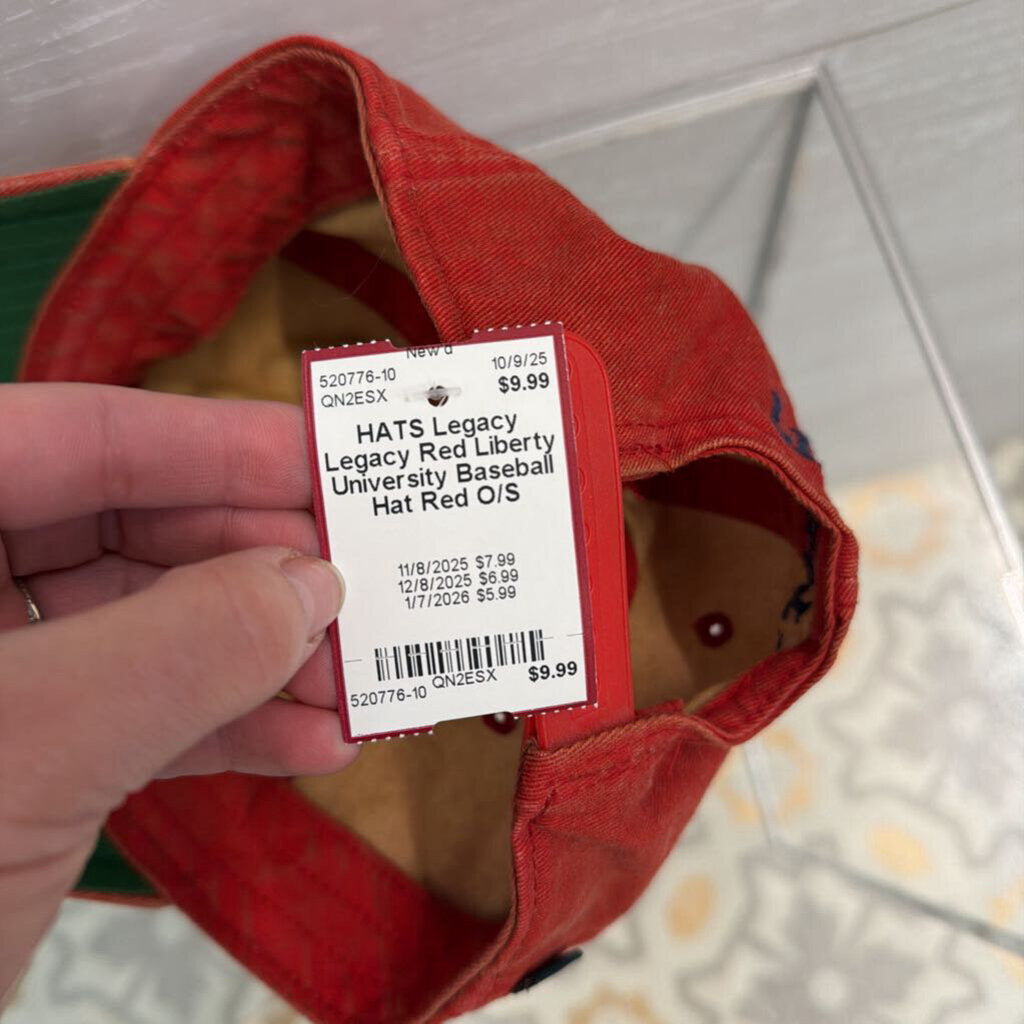 New
520776-10 10/9/25
QN2ESX $9.99
HATS Legacy
Legacy Red Liberty
University Baseball
Hat Red O/S
11/8/2025 $7.99
12/8/2025 $6.99
1/7/2026 $5.99
520776-10 QN2ESX $9.99